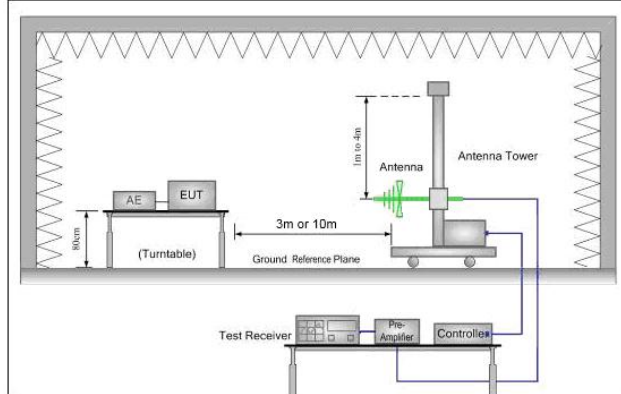 1m to 4m
Antenna
Antenna Tower
AE
EUT
3m or 10m
80cm
(Turntable)
Ground Reference Plane
Test Receiver
Pre-
Amplifier
Controller